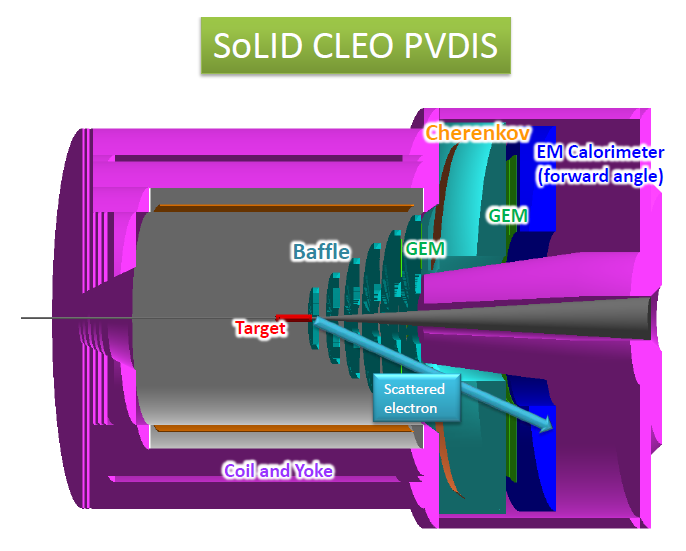 SoLID CLEO PVDIS
Cherenkov
EM Calorimeter
(forward angle)
GEM
GEM
Baffle
Target
Scattered
electron
Coil and Yoke